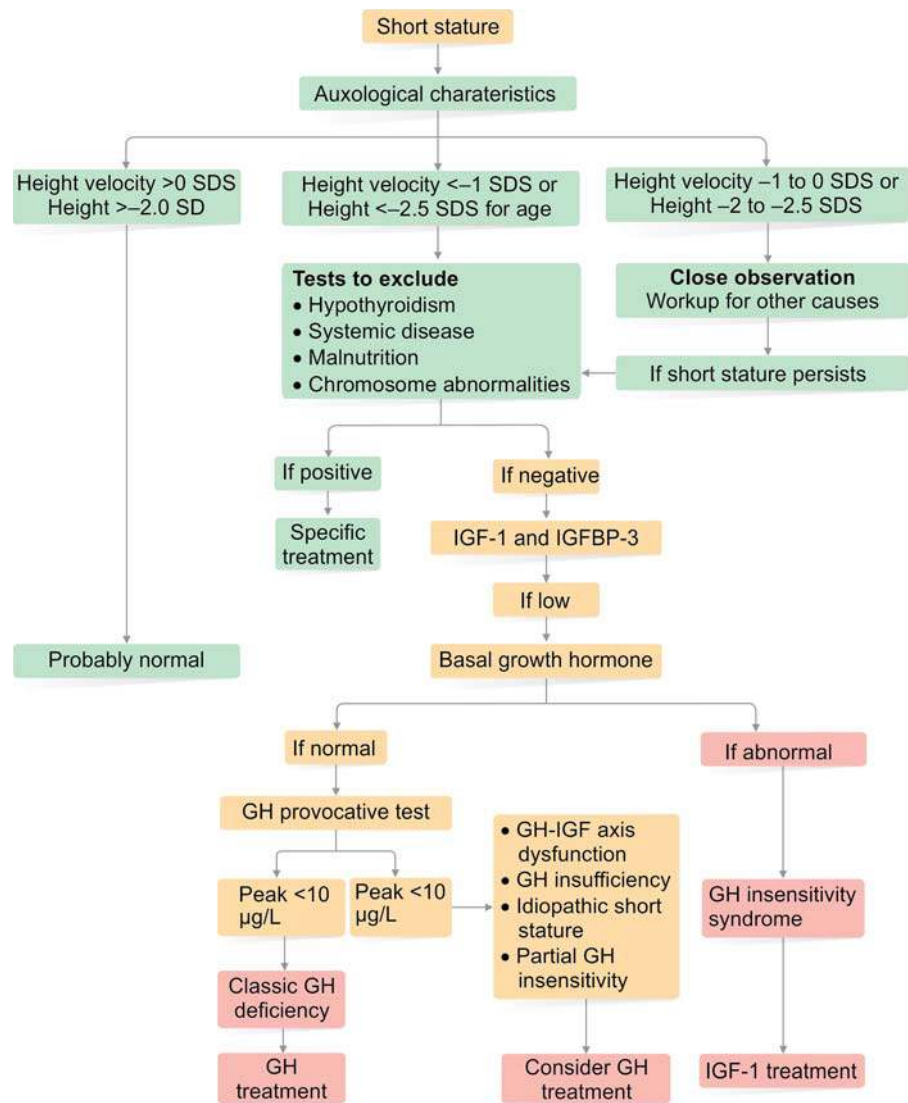 Short stature
Auxological charateristics
Height velocity >0 SDS
Height >–2.0 SD
Height velocity <–1 SDS or
Height <–2.5 SDS for age
Height velocity –1 to 0 SDS or
Height –2 to –2.5 SDS
Tests to exclude
• Hypothyroidism
• Systemic disease
• Malnutrition
• Chromosome abnormalities
Close observation
Workup for other causes
If short stature persists
If positive
If negative
Specific
treatment
IGF-1 and IGFBP-3
If low
Probably normal
Basal growth hormone
If normal
If abnormal
GH provocative test
Peak <10
µg/L
Peak <10
µg/L
• GH-IGF axis
dysfunction
• GH insufficiency
• Idiopathic short
stature
• Partial GH
insensitivity
GH insensitivity
syndrome
Classic GH
deficiency
GH
treatment
Consider GH
treatment
IGF-1 treatment